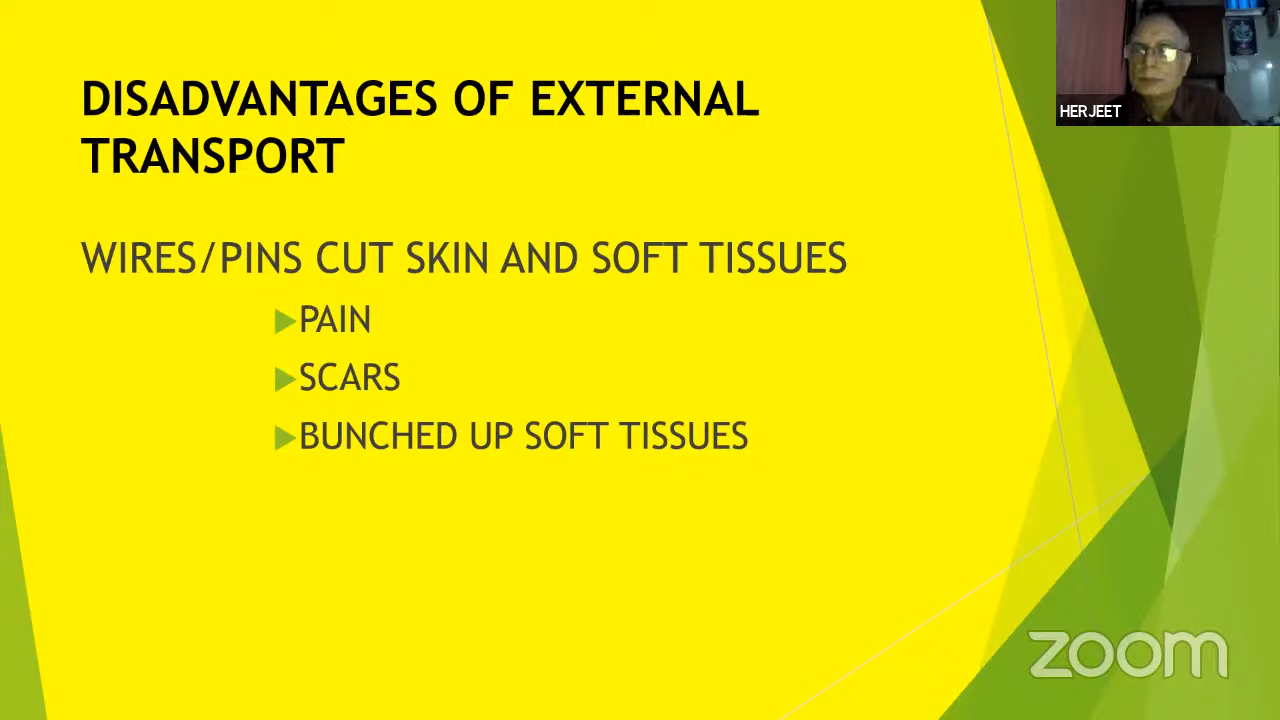 DISADVANTAGES OF EXTERNAL
TRANSPORT
HERJEET
WIRES/PINS CUT SKIN AND SOFT TISSUES
PAIN
SCARS
BUNCHED UP SOFT TISSUES
zoom